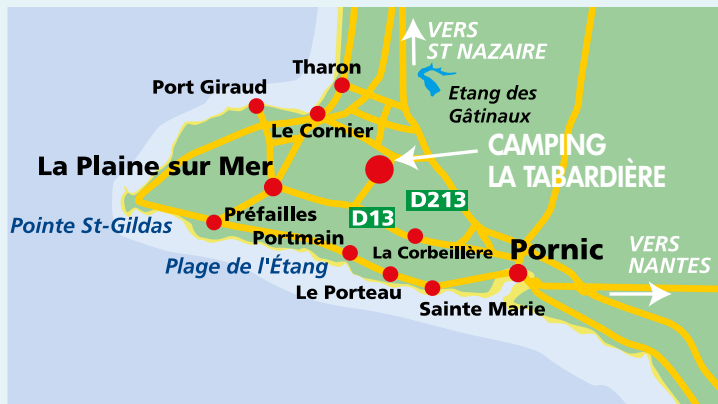 VERS
ST NAZAIRE
Tharon
Port Giraud
Etang des
Gâtinaux
Le Cornier
CAMPING
LA TABARDIÈRE
La Plaine sur Mer
D213
D13
Préfailles
Pointe St-Gildas
Portmain
La Corbeillère
Pornic
VERS
NANTES
Plage de l'Étang
Le Porteau
Sainte Marie